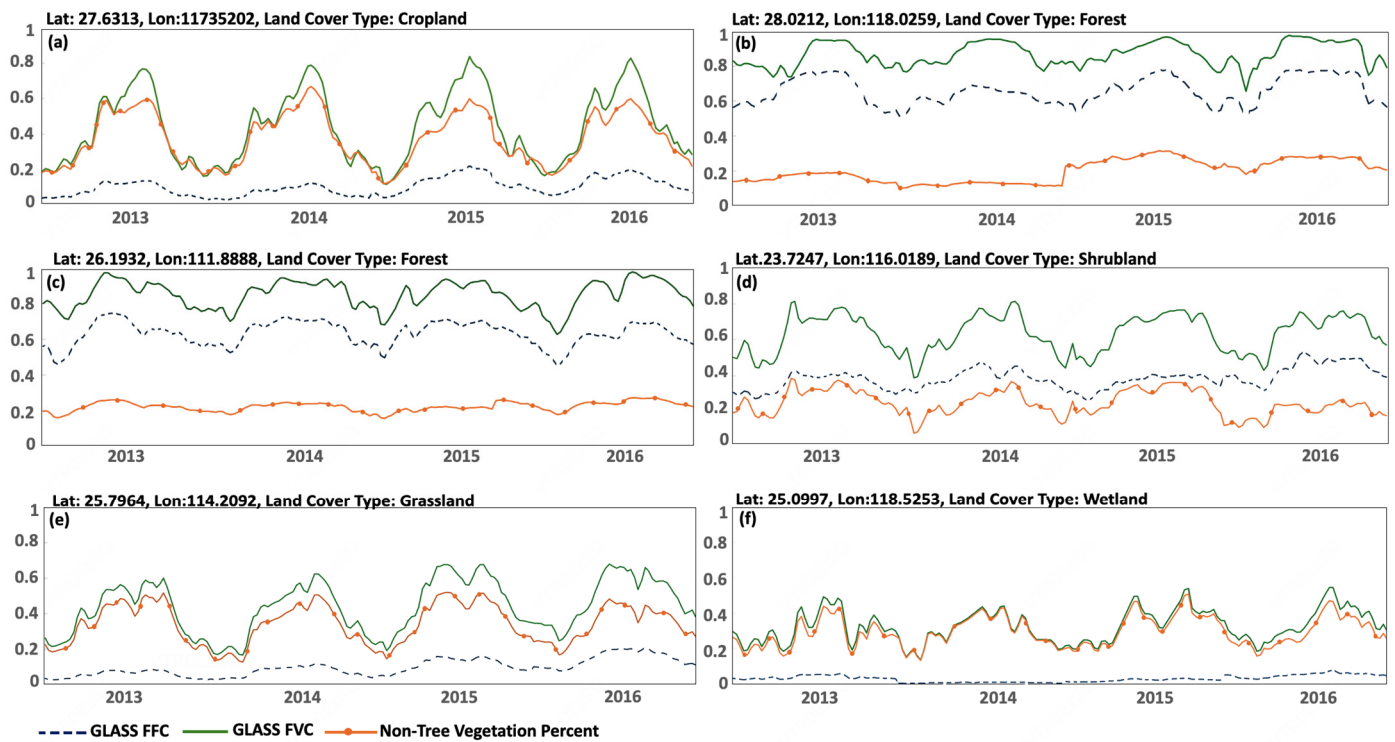 Lat: 27.6313, Lon:11735202, Land Cover Type: Cropland
(a)
1
0.8
0.6
0.4
0.2
0
2013 2014 2015 2016
Lat: 28.0212, Lon:118.0259, Land Cover Type: Forest
(b)
1
0.8
0.6
0.4
0.2
0
2013 2014 2015 2016
Lat: 26.1932, Lon:111.8888, Land Cover Type: Forest
(c)
1
0.8
0.6
0.4
0.2
0
2013 2014 2015 2016
Lat.23.7247, Lon:116.0189, Land Cover Type: Shrubland
(d)
1
0.8
0.6
0.4
0.2
0
2013 2014 2015 2016
Lat: 25.7964, Lon:114.2092, Land Cover Type: Grassland
(e)
1
0.8
0.6
0.4
0.2
0
2013 2014 2015 2016
Lat: 25.0997, Lon:118.5253, Land Cover Type: Wetland
(f)
1
0.8
0.6
0.4
0.2
0
2013 2014 2015 2016
GLASS FFC GLASS FVC Non-Tree Vegetation Percent